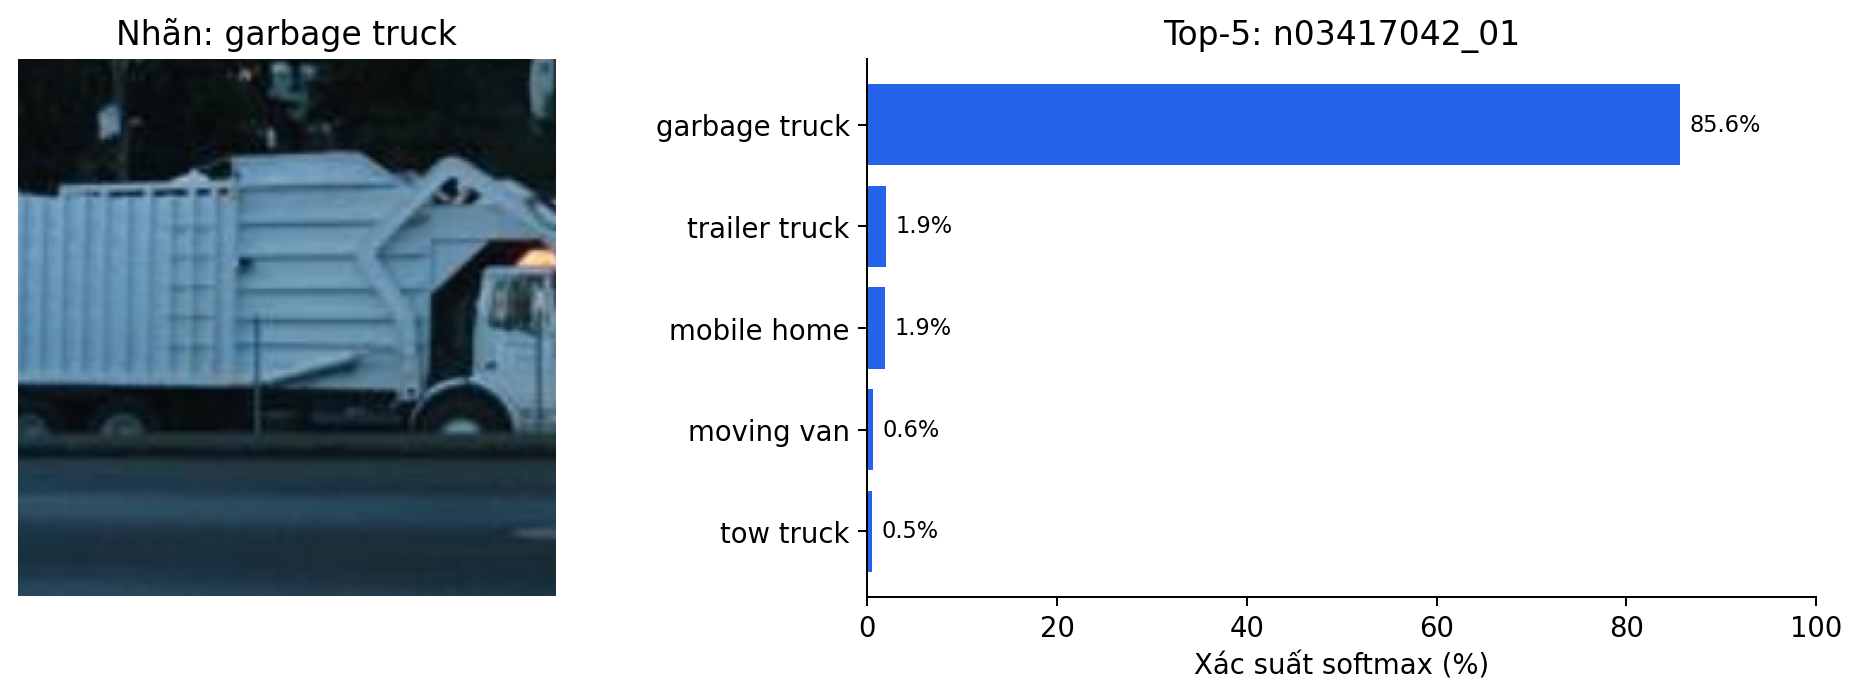 Nhãn: garbage truck
Top-5: n03417042_01
garbage truck 85.6%
trailer truck 1.9%
mobile home 1.9%
moving van 0.6%
tow truck 0.5%
0 20 40 60 80 100
Xác suất softmax (%)